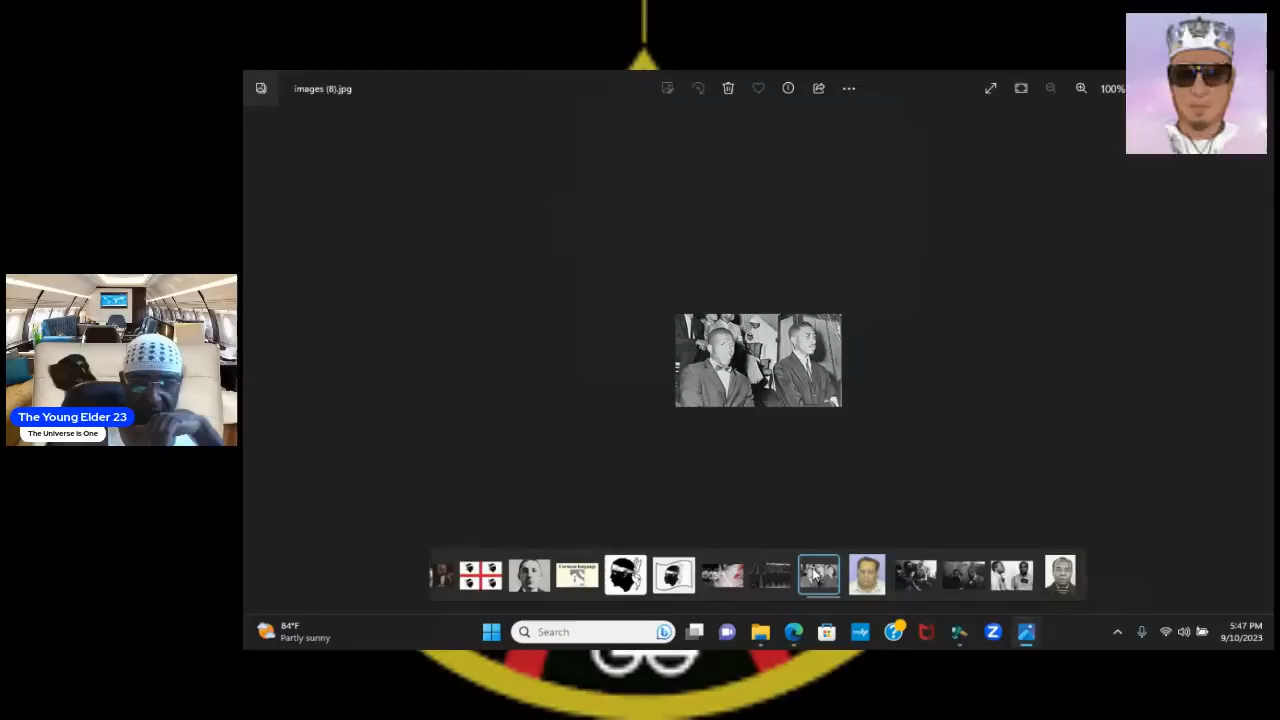 images (8).jpg
100%
The Young Elder 23
The Universe is One
84°F
Partly sunny
Search
5:47 PM
9/10/2023